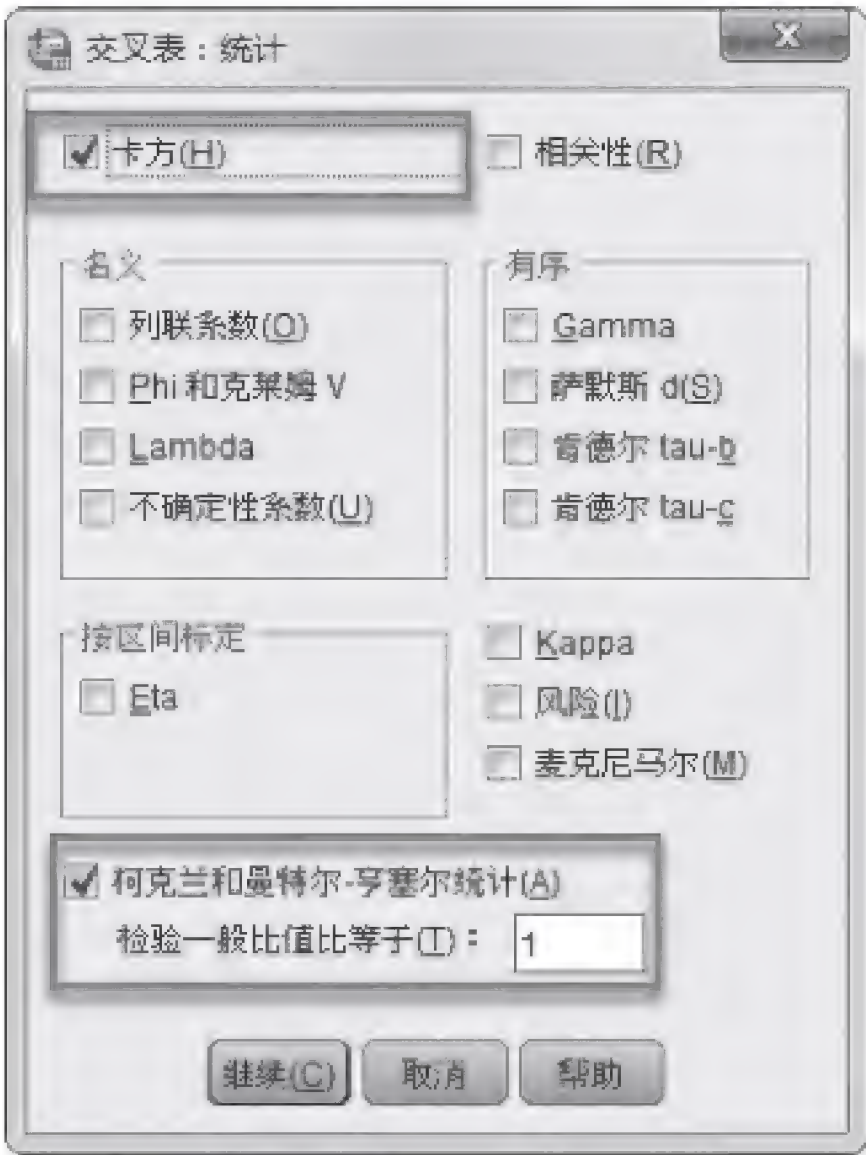 交叉表：统计
卡方(H)
相关性(R)
名义
列联系数(O)
Phi 和克莱姆 V
Lambda
不确定性系数(U)
有序
Gamma
萨默斯 d(S)
肯德尔 tau-b
肯德尔 tau-c
按区间标定
Eta
Kappa
风险(I)
麦克尼马尔(M)
柯克兰和曼特尔-亨塞尔统计(A)
检验一般比值比等于(T)： 1
继续(C) 取消 帮助